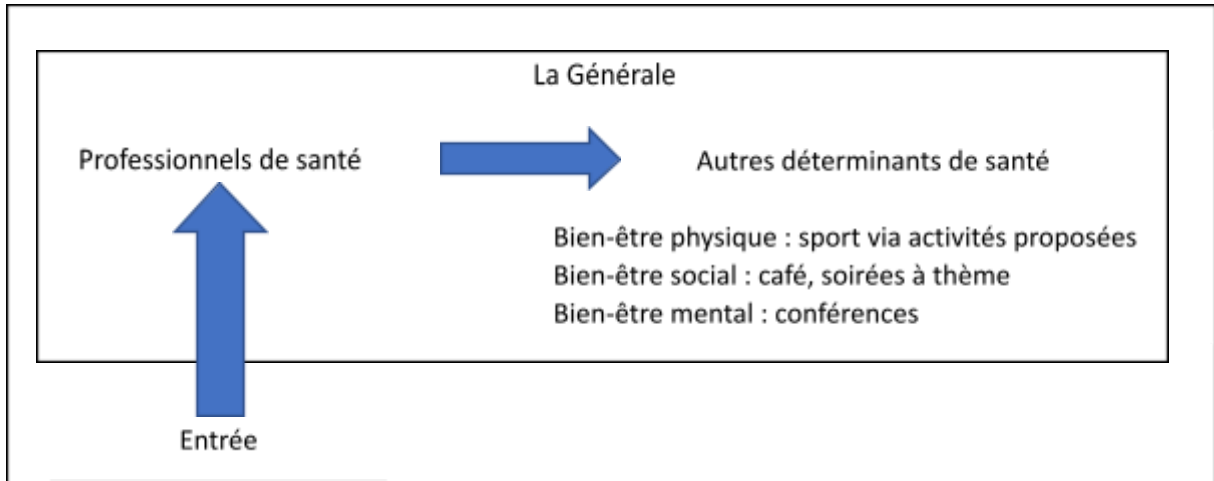 La Générale
Professionnels de santé
Autres déterminants de santé
Bien-être physique : sport via activités proposées
Bien-être social : café, soirées à thème
Bien-être mental : conférences
Entrée